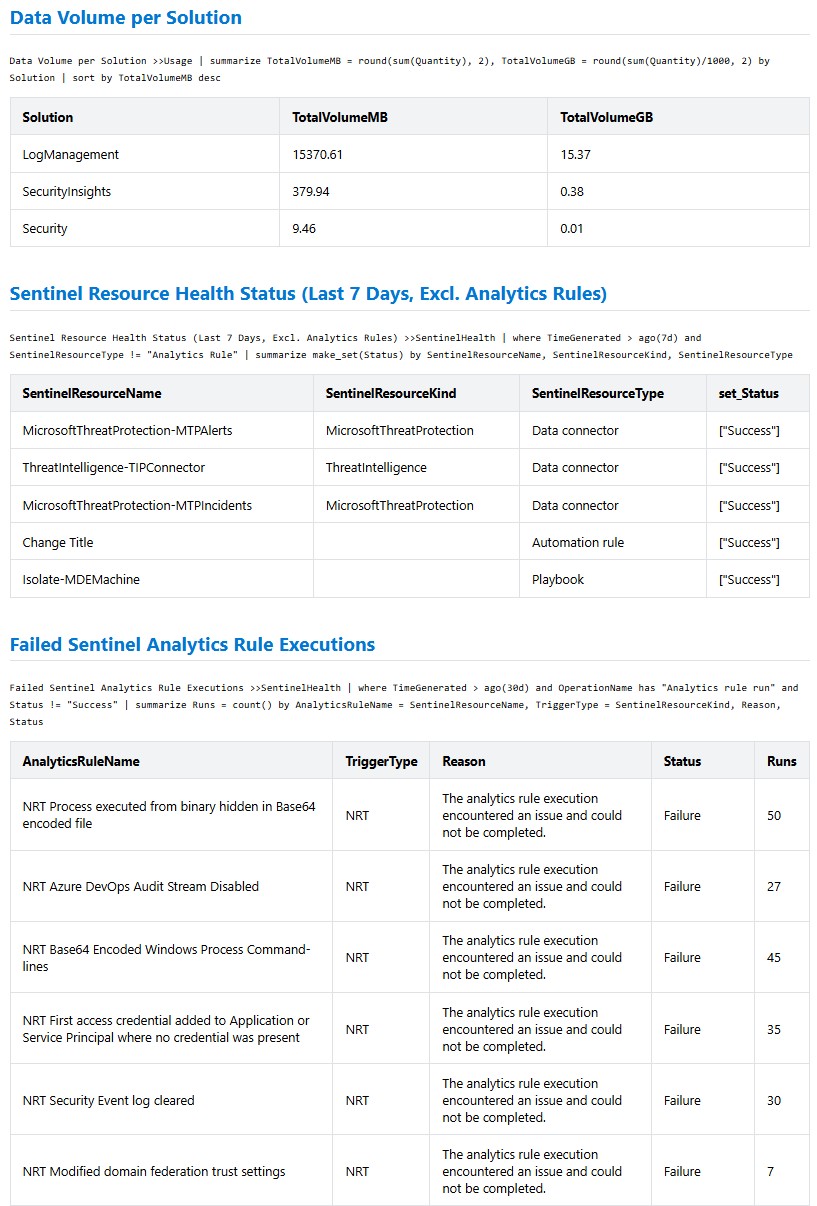 Data Volume per Solution
Data Volume per Solution >>Usage | summarize TotalVolumeMB = round(sum(Quantity), 2), TotalVolumeGB = round(sum(Quantity)/1000, 2) by
Solution | sort by TotalVolumeMB desc
Solution TotalVolumeMB TotalVolumeGB
LogManagement 15370.61 15.37
SecurityInsights 379.94 0.38
Security 9.46 0.01
Sentinel Resource Health Status (Last 7 Days, Excl. Analytics Rules)
Sentinel Resource Health Status (Last 7 Days, Excl. Analytics Rules) >>SentinelHealth | where TimeGenerated > ago(7d) and
SentinelResourceType != "Analytics Rule" | summarize make_set(Status) by SentinelResourceName, SentinelResourceKind, SentinelResourceType
SentinelResourceName SentinelResourceKind SentinelResourceType set_Status
MicrosoftThreatProtection-MTPAlerts MicrosoftThreatProtection Data connector ["Success"]
ThreatIntelligence-TIPConnector ThreatIntelligence Data connector ["Success"]
MicrosoftThreatProtection-MTPIncidents MicrosoftThreatProtection Data connector ["Success"]
Change Title Automation rule ["Success"]
Isolate-MDEMachine Playbook ["Success"]
Failed Sentinel Analytics Rule Executions
Failed Sentinel Analytics Rule Executions >>SentinelHealth | where TimeGenerated > ago(30d) and OperationName has "Analytics rule run" and
Status != "Success" | summarize Runs = count() by AnalyticsRuleName = SentinelResourceName, TriggerType = SentinelResourceKind, Reason,
Status
AnalyticsRuleName TriggerType Reason Status Runs
NRT Process executed from binary hidden in Base64
encoded file
NRT
The analytics rule execution
encountered an issue and could
not be completed.
Failure
50
NRT Azure DevOps Audit Stream Disabled
NRT
The analytics rule execution
encountered an issue and could
not be completed.
Failure
27
NRT Base64 Encoded Windows Process Command-
lines
NRT
The analytics rule execution
encountered an issue and could
not be completed.
Failure
45
NRT First access credential added to Application or
Service Principal where no credential was present
NRT
The analytics rule execution
encountered an issue and could
not be completed.
Failure
35
NRT Security Event log cleared
NRT
The analytics rule execution
encountered an issue and could
not be completed.
Failure
30
NRT Modified domain federation trust settings
NRT
The analytics rule execution
encountered an issue and could
not be completed.
Failure
7